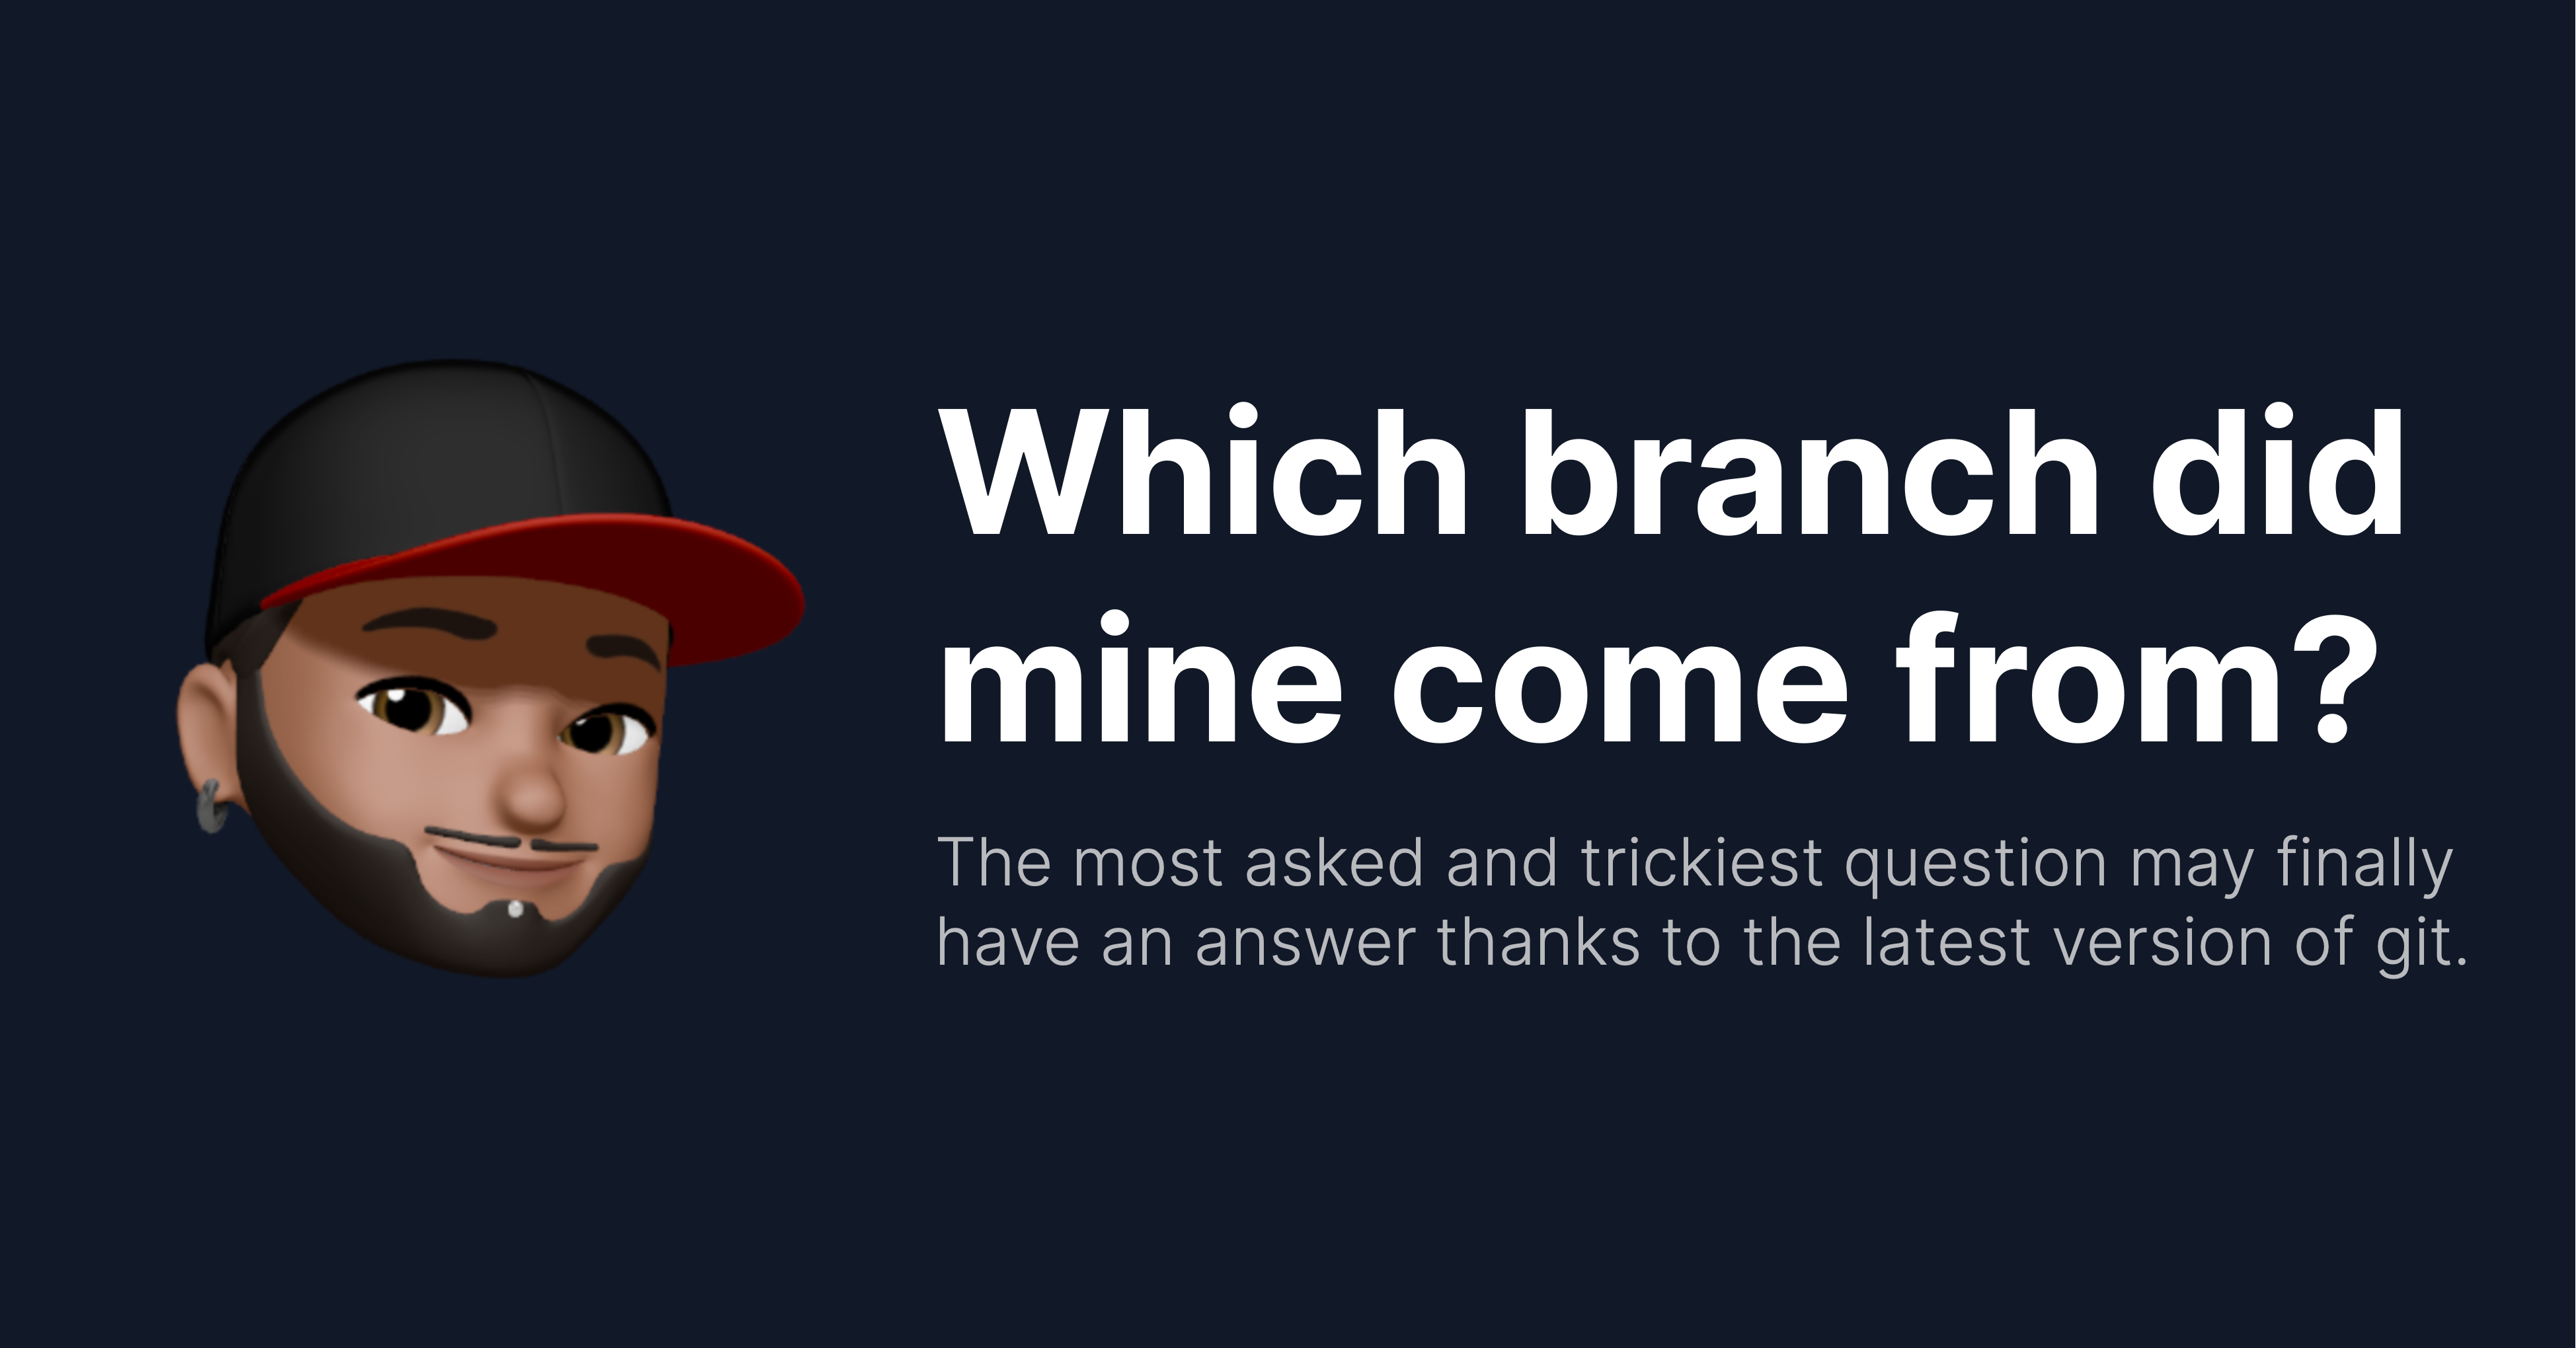 Which branch did
mine come from?
The most asked and trickiest question may finally
have an answer thanks to the latest version of git.